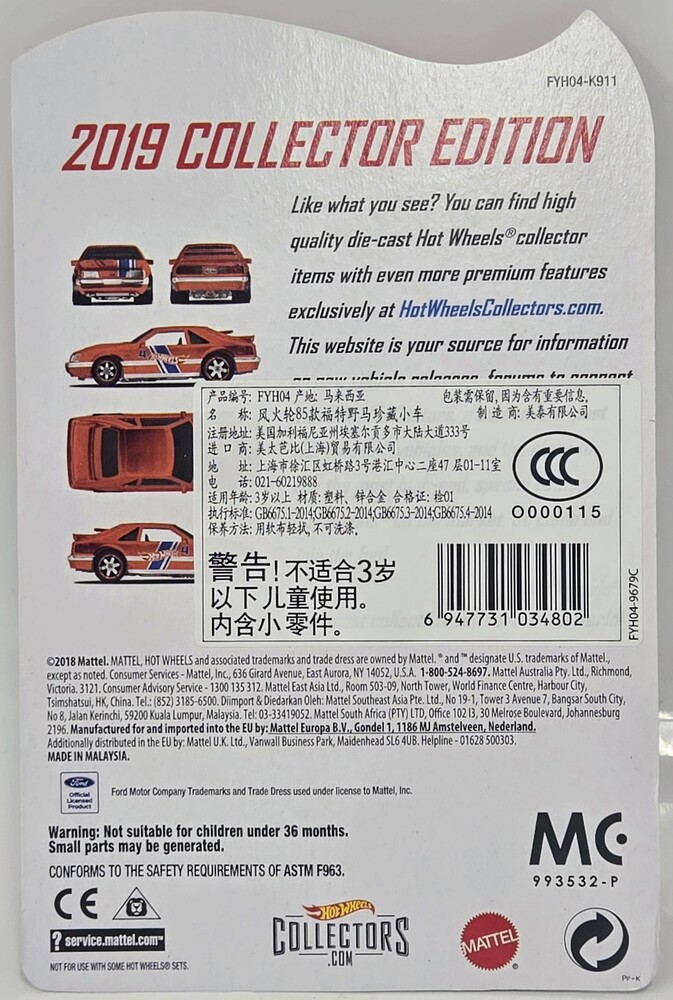 FYH04-K911
2019 COLLECTOR EDITION
Like what you see? You can find high
quality die-cast Hot Wheels® collector
items with even more premium features
exclusively at HotWheelsCollectors.com.
This website is your source for information
产品编号: FYH04 产地: 马来西亚 包装需保留,因为含有重要信息.
名 称: 风火轮85款福特野马珍藏小车 制 造 商: 美泰有限公司
注册地址: 美国加利福尼亚州埃塞尔贡多市大陆大道333号
进 口 商: 美太芭比(上海)贸易有限公司
地 址: 上海市徐汇区虹桥路3号港汇中心二座47 层01-11室
电 话: 021-60219888
适用年龄:3岁以上 材质:塑料、锌合金 合格证: 检01
执行标准: GB6675.1-2014;GB6675.2-2014;GB6675.3-2014;GB6675.4-2014
保养方法: 用软布轻拭, 不可洗涤.
CCC
O000115
警告!不适合3岁
以下儿童使用。
内含小零件。
6 947731 034802
FYH04-9679C
©2018 Mattel. MATTEL, HOT WHEELS and associated trademarks and trade dress are owned by Mattel. ® and ™ designate U.S. trademarks of Mattel.,
except as noted. Consumer Services - Mattel, Inc., 636 Girard Avenue, East Aurora, NY 14052, U.S.A. 1-800-524-8697. Mattel Australia Pty. Ltd., Richmond,
Victoria. 3121. Consumer Advisory Service - 1300 135 312. Mattel East Asia Ltd., Room 503-09, North Tower, World Finance Centre, Harbour City,
Tsimshatsui, HK, China. Tel.: (852) 3185-6500. Diimport & Diedarkan Oleh: Mattel Southeast Asia Pte. Ltd., No 19-1, Tower 3 Avenue 7, Bangsar South City,
No 8, Jalan Kerinchi, 59200 Kuala Lumpur, Malaysia. Tel: 03-33419052. Mattel South Africa (PTY) LTD, Office 102 I3, 30 Melrose Boulevard, Johannesburg
2196. Manufactured for and imported into the EU by: Mattel Europa B.V., Gondel 1, 1186 MJ Amstelveen, Nederland.
Additionally distributed in the EU by: Mattel U.K. Ltd., Vanwall Business Park, Maidenhead SL6 4UB. Helpline - 01628 500303.
MADE IN MALAYSIA.
Ford
Official
Licensed
Product
Ford Motor Company Trademarks and Trade Dress used under license to Mattel, Inc.
Warning: Not suitable for children under 36 months.
Small parts may be generated.
CONFORMS TO THE SAFETY REQUIREMENTS OF ASTM F963.
MC
993532-P
CE
? service.mattel.com™
NOT FOR USE WITH SOME HOT WHEELS® SETS.
HOT WHEELS
COLLECTORS
.COM
MATTEL®
PP-K